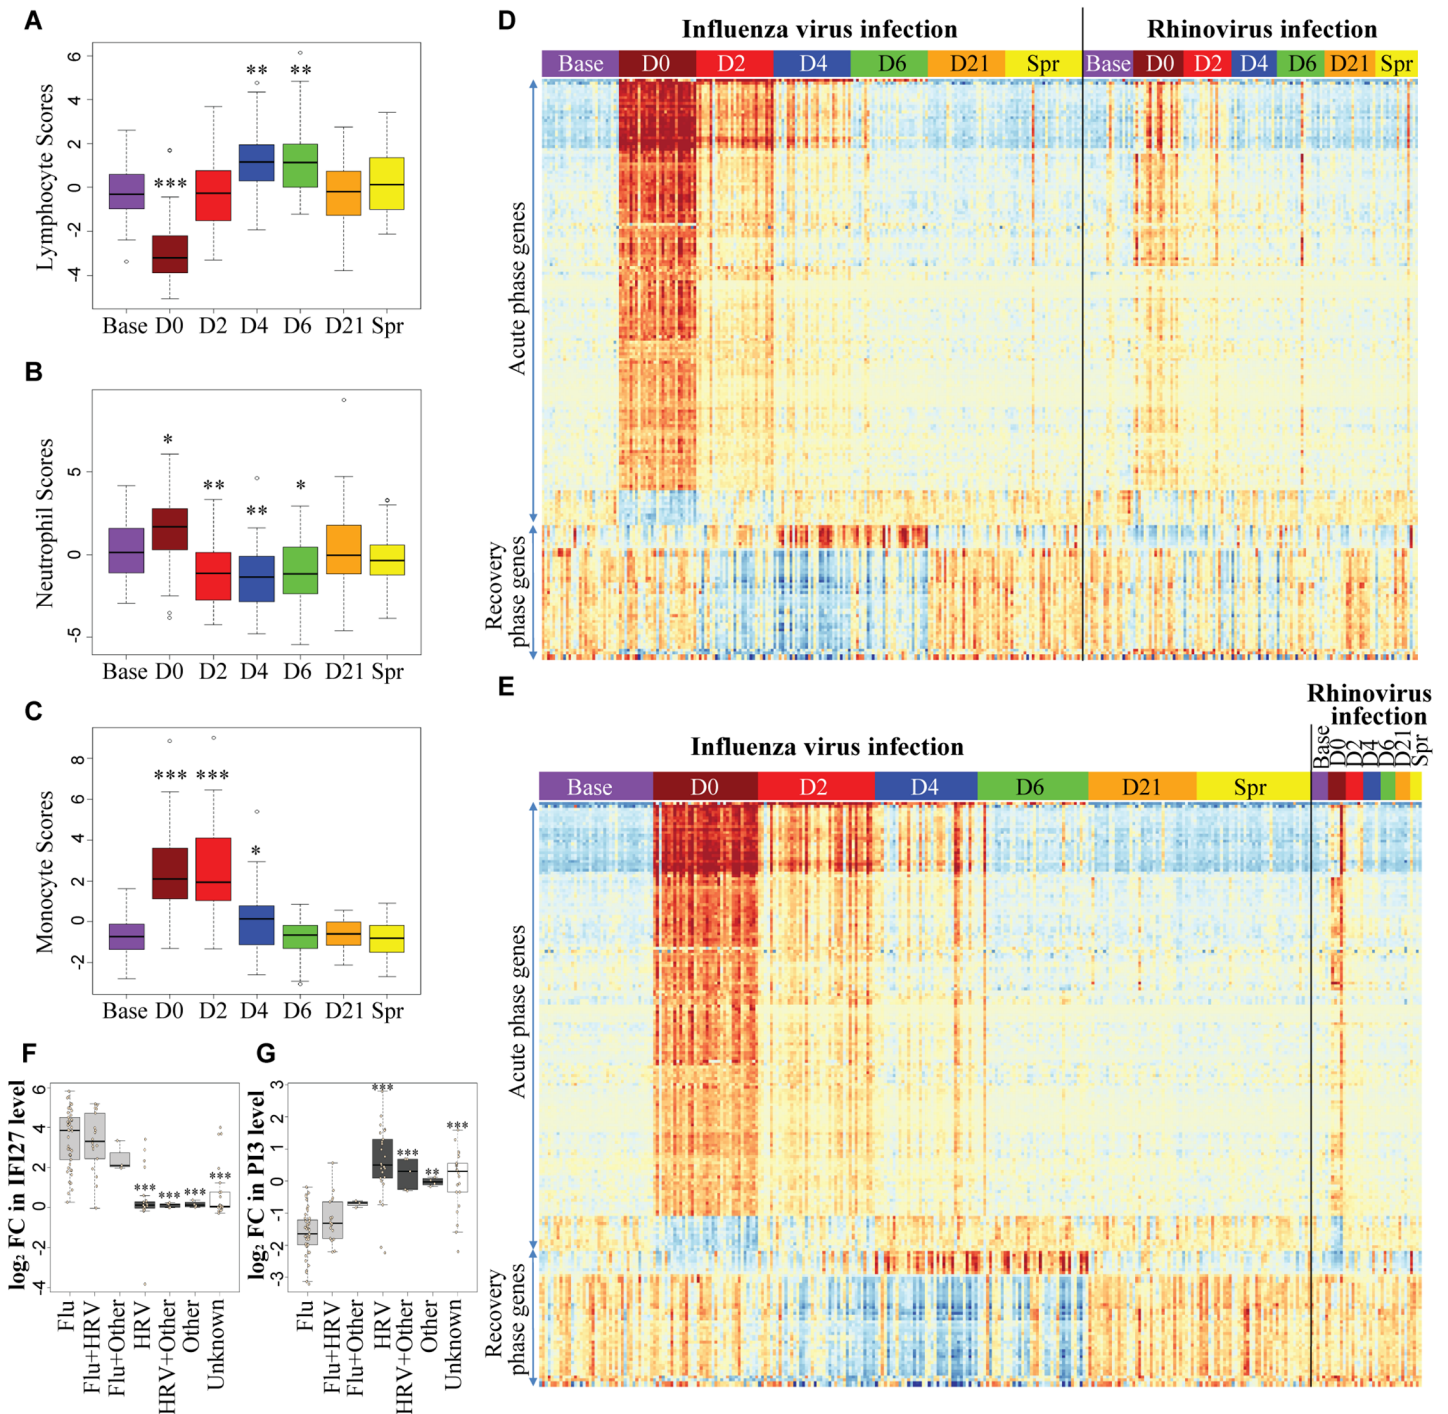 A
Lymphocyte Scores
6
4
2
0
-2
-4
***
**
**
Base D0 D2 D4 D6 D21 Spr
B
Neutrophil Scores
5
0
-5
*
**
**
*
Base D0 D2 D4 D6 D21 Spr
C
Monocyte Scores
8
6
4
2
0
-2
***
***
*
Base D0 D2 D4 D6 D21 Spr
D
Influenza virus infection
Rhinovirus infection
Base D0 D2 D4 D6 D21 Spr Base D0 D2 D4 D6 D21 Spr
Acute phase genes
Recovery
phase genes
E
Influenza virus infection
Rhinovirus
infection
Base D0 D2 D4 D6 D21 Spr
Base D0 D2 D4 D6 D21 Spr
Acute phase genes
Recovery
phase genes
F
log₂ FC in IFI27 level
6
4
2
0
-2
-4
***
***
***
***
Flu
Flu+HRV
Flu+Other
HRV
HRV+Other
Other
Unknown
G
log₂ FC in PI3 level
3
2
1
0
-1
-2
-3
***
***
**
***
Flu
Flu+HRV
Flu+Other
HRV
HRV+Other
Other
Unknown